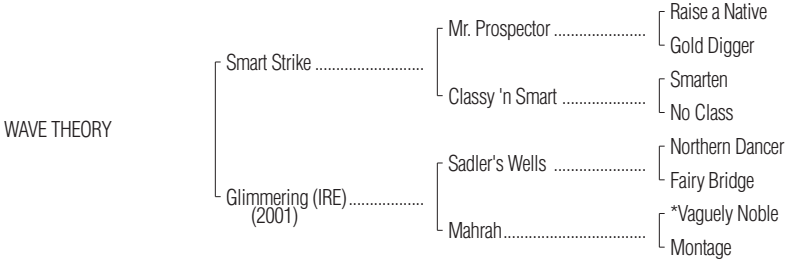 Raise a Native
Mr. Prospector ......................
Gold Digger
Smart Strike ..........................
Smarten
Classy 'n Smart ....................
No Class
WAVE THEORY
Northern Dancer
Sadler's Wells ......................
Fairy Bridge
Glimmering (IRE)..................
(2001)
*Vaguely Noble
Mahrah..................................
Montage